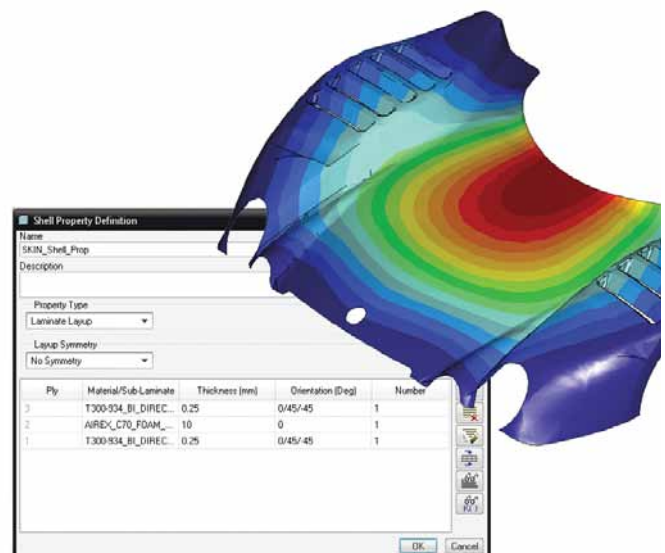 Shell Property Definition
Name
SKIN_Shell_Prop
Description
Property Type
Laminate Layup
Layup Symmetry
No Symmetry
Ply Material/Sub-Laminate Thickness (mm) Orientation (Deg) Number
3 T300-934_BI_DIREC... 0.25 0/45/-45 1
2 AIREX_C70_FOAM_... 10 0 1
1 T300-934_BI_DIREC... 0.25 0/45/-45 1
OK Cancel